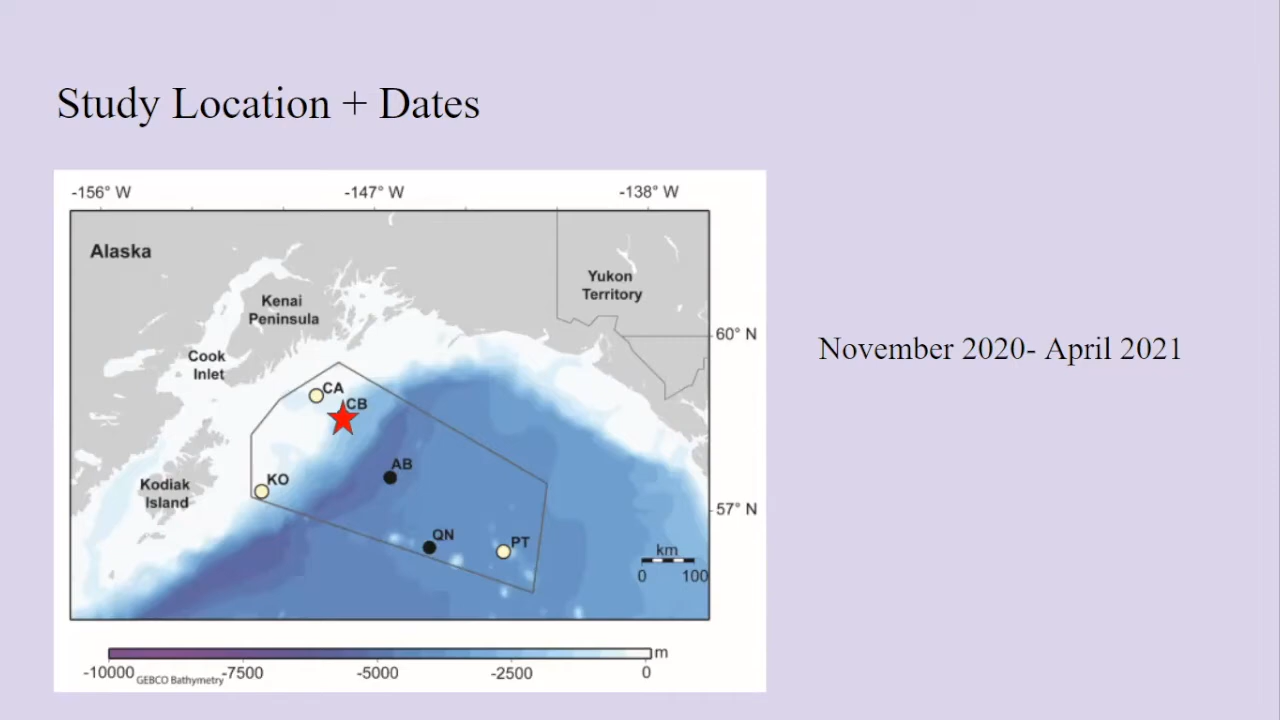 Study Location + Dates
-156° W
-147° W
-138° W
Alaska
Yukon
Territory
Kenai
Peninsula
60° N
Cook
Inlet
CA
CB
AB
KO
Kodiak
Island
57° N
QN
PT
km
0 100
m
-10000 -7500 -5000 -2500 0
GEBCO Bathymetry
November 2020- April 2021